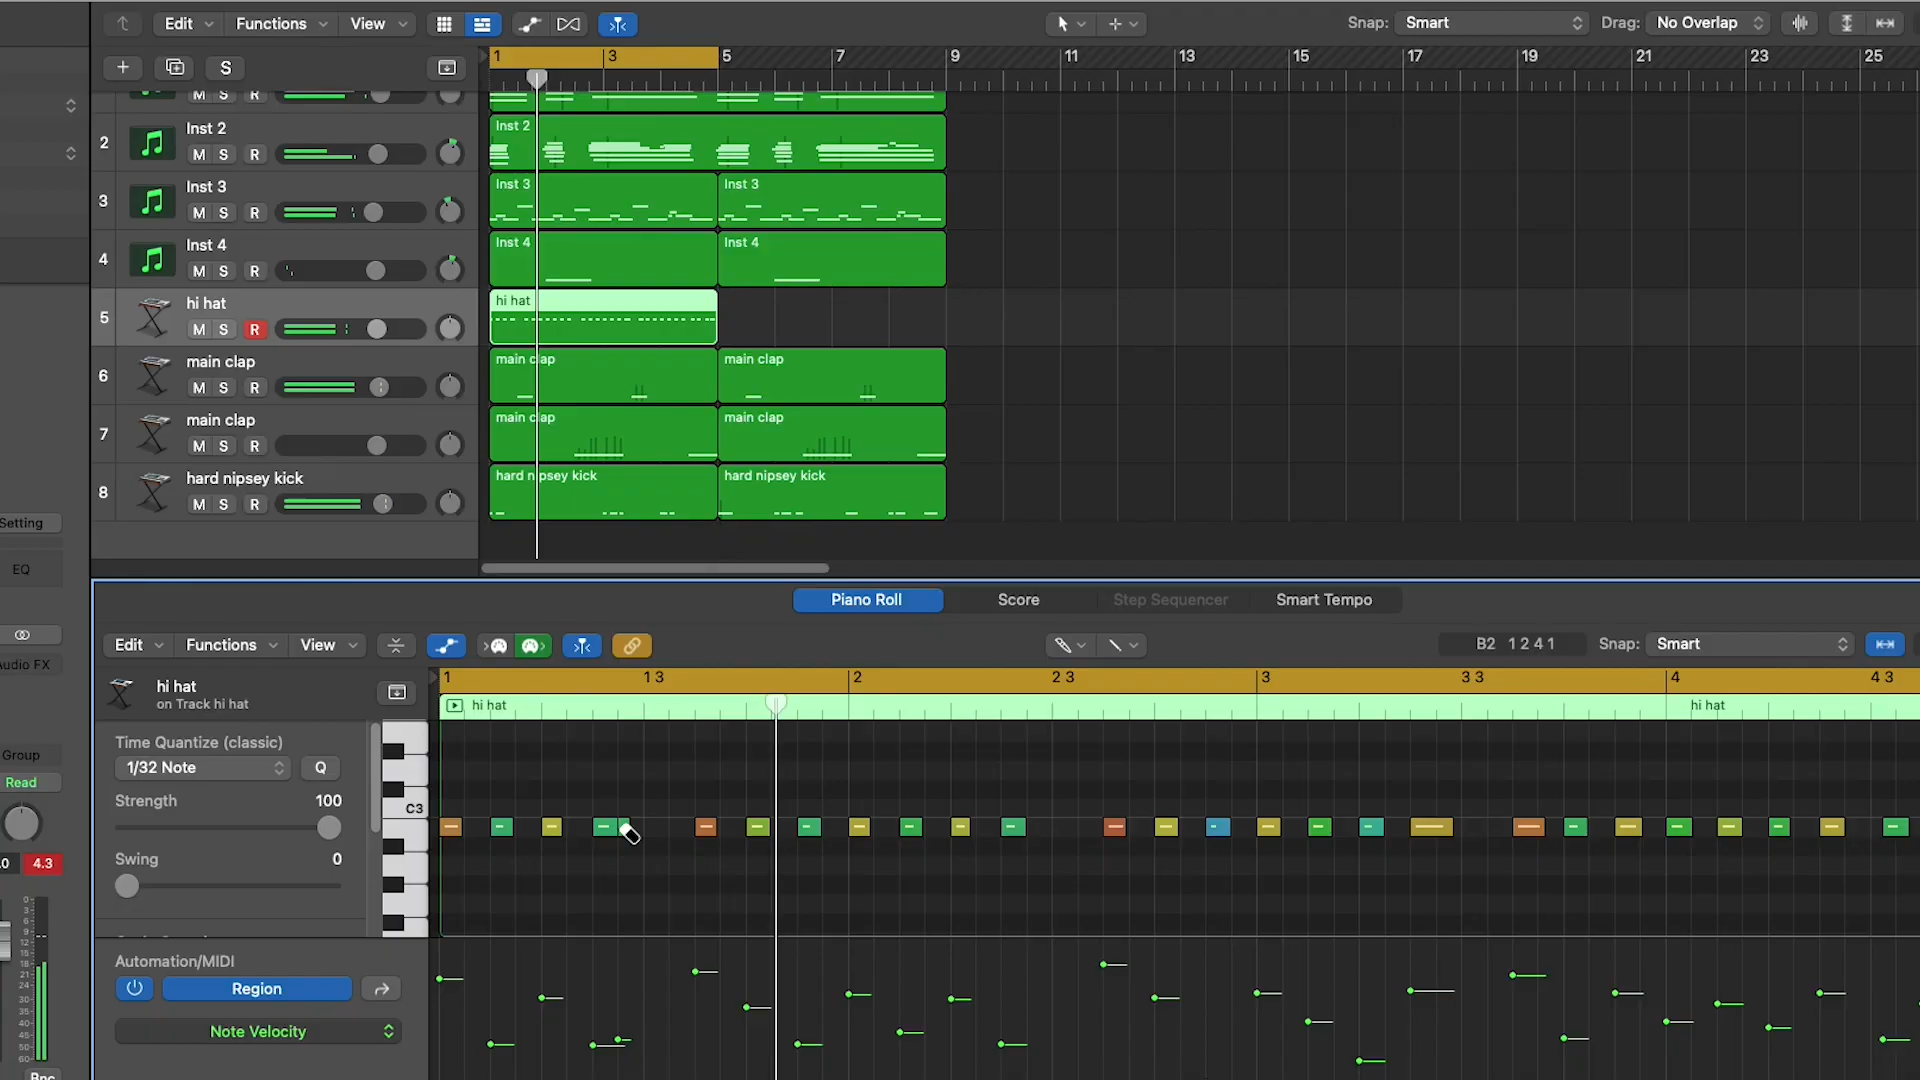 Edit Functions View Snap: Smart Drag: No Overlap
S 1 3 5 7 9 11 13 15 17 19 21 23 25
M S R
2 Inst 2 M S R Inst 2
3 Inst 3 M S R Inst 3 Inst 3
4 Inst 4 M S R Inst 4 Inst 4
5 hi hat M S R hi hat
6 main clap M S R main clap main clap
7 main clap M S R main clap main clap
8 hard nipsey kick M S R hard nipsey kick hard nipsey kick
Setting
EQ
Audio FX
Group
Read
4.3
Piano Roll Score Step Sequencer Smart Tempo
Edit Functions View B2 1 2 4 1 Snap: Smart
1 1 3 2 2 3 3 3 3 4 4 3
hi hat
on Track hi hat
hi hat hi hat
Time Quantize (classic)
1/32 Note Q
Strength 100
C3
Swing 0
Automation/MIDI
Region
Note Velocity
Bnc